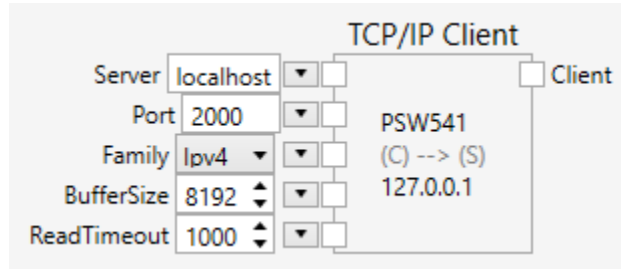 TCP/IP Client
Server localhost
Client
Port 2000
PSW541
Family Ipv4
(C) --> (S)
BufferSize 8192
127.0.0.1
ReadTimeout 1000